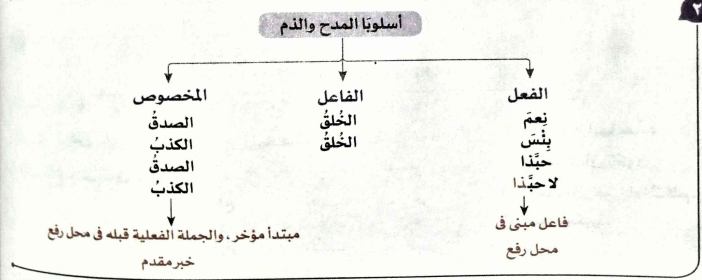 ٢
أسلوبَا المدح والذم
الفعل
الفاعل
المخصوص
نِعمَ
الخُلقُ
الصدقُ
بِئْسَ
الخُلقُ
الكذبُ
حبَّذا
الصدقُ
لا حبَّذا
الكذبُ
فاعل مبنى فى
محل رفع
مبتدأ مؤخر ، والجملة الفعلية قبله فى محل رفع
خبر مقدم